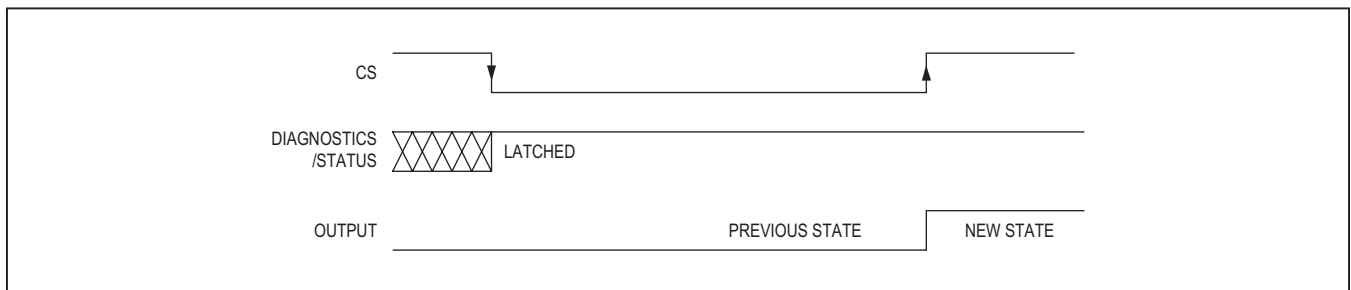 CS
DIAGNOSTICS
/STATUS
LATCHED
OUTPUT
PREVIOUS STATE
NEW STATE